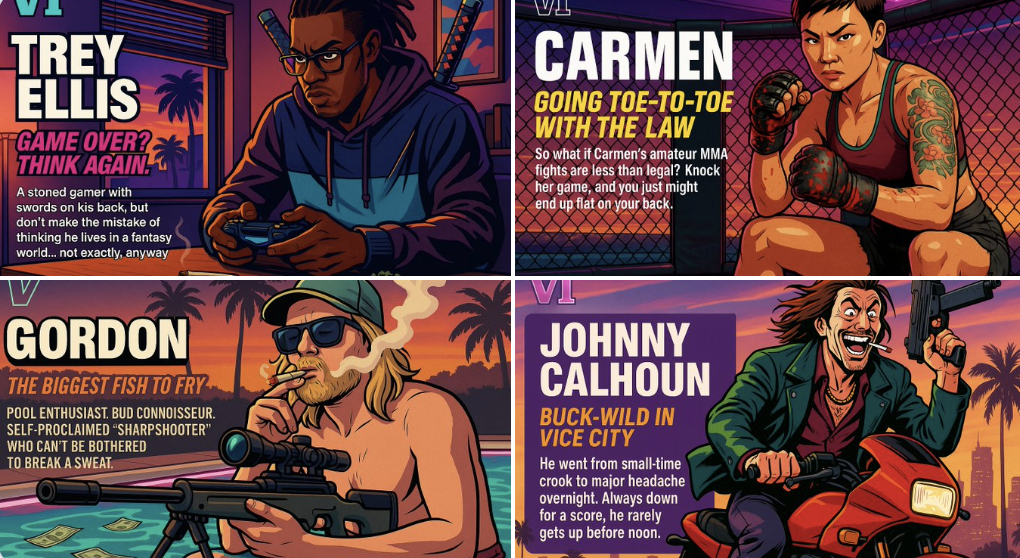 VI
TREY
ELLIS
GAME OVER?
THINK AGAIN.
A stoned gamer with
swords on kis back, but
don't make the mistake of
thinking he lives in a fantasy
world... not exactly, anyway
VI
CARMEN
GOING TOE-TO-TOE
WITH THE LAW
So what if Carmen's amateur MMA
fights are less than legal? Knock
her game, and you just might
end up flat on your back.
V
GORDON
THE BIGGEST FISH TO FRY
POOL ENTHUSIAST. BUD CONNOISSEUR.
SELF-PROCLAIMED “SHARPSHOOTER”
WHO CAN'T BE BOTHERED
TO BREAK A SWEAT.
VI
JOHNNY
CALHOUN
BUCK-WILD IN
VICE CITY
He went from small-time
crook to major headache
overnight. Always down
for a score, he rarely
gets up before noon.